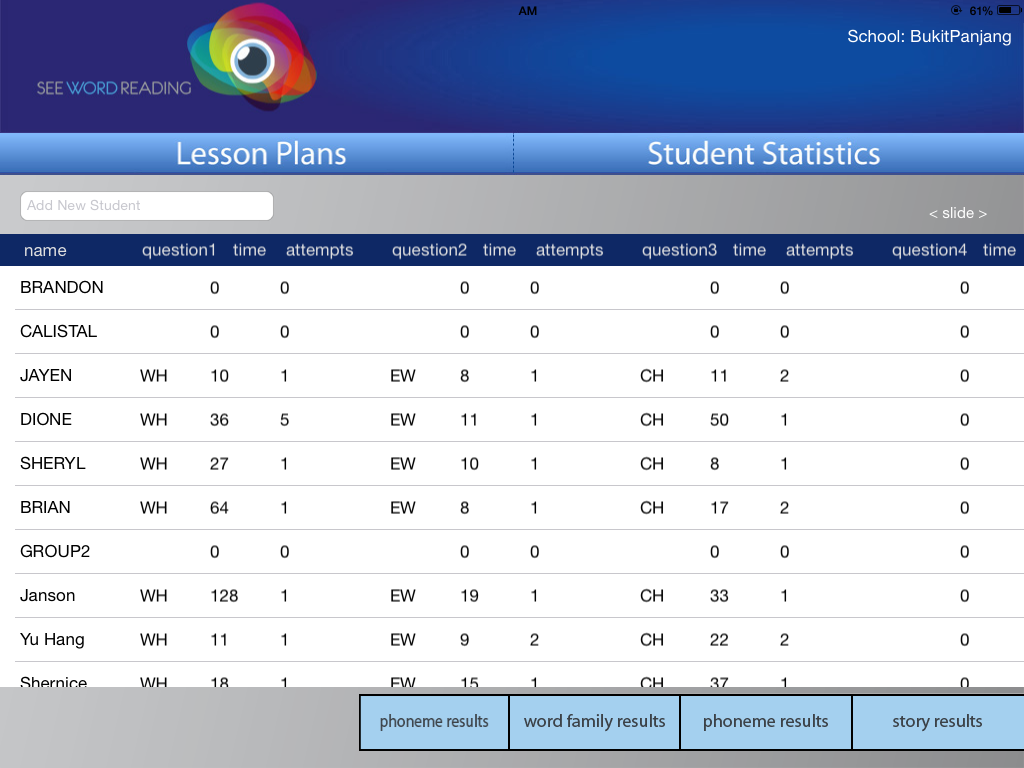 AM 61%
School: BukitPanjang
SEE WORD READING
Lesson Plans Student Statistics
Add New Student
< slide >
name question1 time attempts question2 time attempts question3 time attempts question4 time
BRANDON 0 0 0 0 0 0 0
CALISTAL 0 0 0 0 0 0 0
JAYEN WH 10 1 EW 8 1 CH 11 2 0
DIONE WH 36 5 EW 11 1 CH 50 1 0
SHERYL WH 27 1 EW 10 1 CH 8 1 0
BRIAN WH 64 1 EW 8 1 CH 17 2 0
GROUP2 0 0 0 0 0 0 0
Janson WH 128 1 EW 19 1 CH 33 1 0
Yu Hang WH 11 1 EW 9 2 CH 22 2 0
Shernice WH 18 1 EW 15 1 CH 37 1 0
phoneme results word family results phoneme results story results